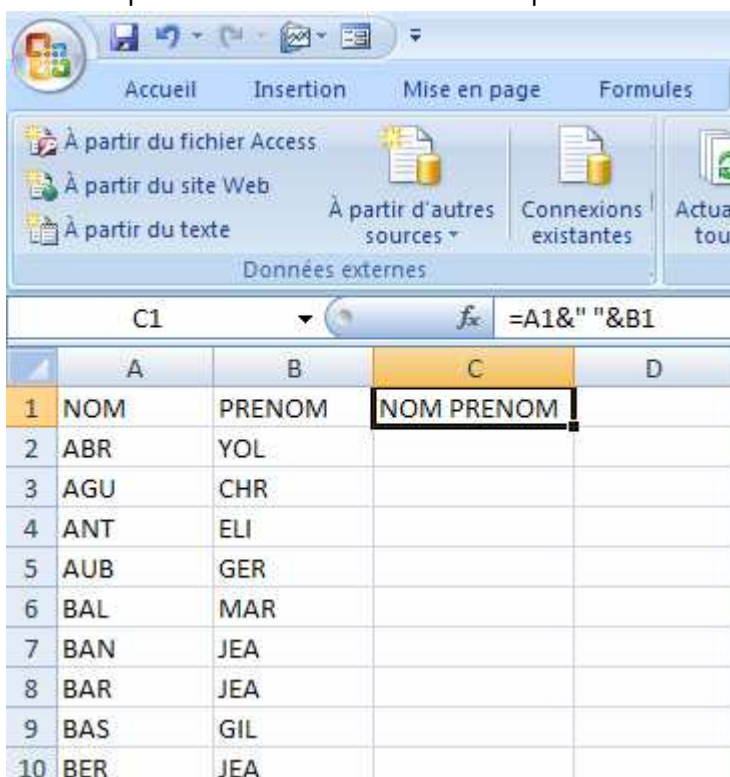 Accueil Insertion Mise en page Formules
À partir du fichier Access
À partir du site Web
À partir du texte
À partir d'autres
sources
Connexions
existantes
Actua
tou
Données externes
C1 fx =A1&" "&B1
A B C D
1 NOM PRENOM NOM PRENOM
2 ABR YOL
3 AGU CHR
4 ANT ELI
5 AUB GER
6 BAL MAR
7 BAN JEA
8 BAR JEA
9 BAS GIL
10 BER JEA